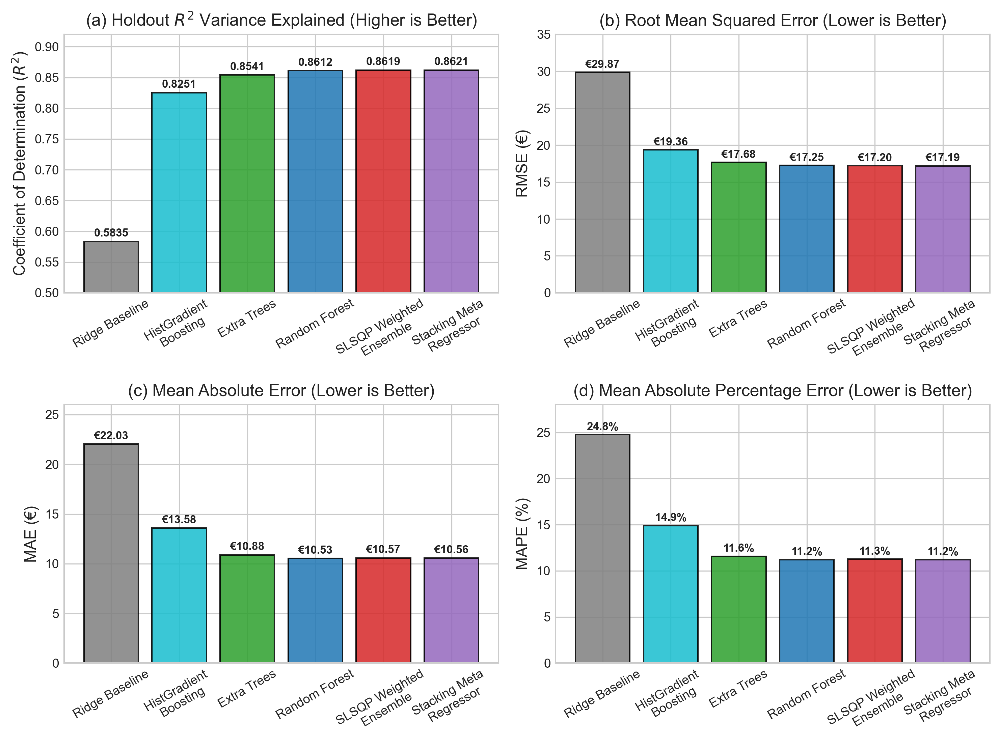 (a) Holdout R² Variance Explained (Higher is Better)
Coefficient of Determination (R²)
0.90
0.85
0.80
0.75
0.70
0.65
0.60
0.55
0.50
0.5835
0.8251
0.8541
0.8612
0.8619
0.8621
Ridge Baseline
HistGradient
Boosting
Extra Trees
Random Forest
SLSQP Weighted
Ensemble
Stacking Meta
Regressor
(b) Root Mean Squared Error (Lower is Better)
RMSE (€)
35
30
25
20
15
10
5
0
€29.87
€19.36
€17.68
€17.25
€17.20
€17.19
Ridge Baseline
HistGradient
Boosting
Extra Trees
Random Forest
SLSQP Weighted
Ensemble
Stacking Meta
Regressor
(c) Mean Absolute Error (Lower is Better)
MAE (€)
25
20
15
10
5
0
€22.03
€13.58
€10.88
€10.53
€10.57
€10.56
Ridge Baseline
HistGradient
Boosting
Extra Trees
Random Forest
SLSQP Weighted
Ensemble
Stacking Meta
Regressor
(d) Mean Absolute Percentage Error (Lower is Better)
MAPE (%)
25
20
15
10
5
0
24.8%
14.9%
11.6%
11.2%
11.3%
11.2%
Ridge Baseline
HistGradient
Boosting
Extra Trees
Random Forest
SLSQP Weighted
Ensemble
Stacking Meta
Regressor